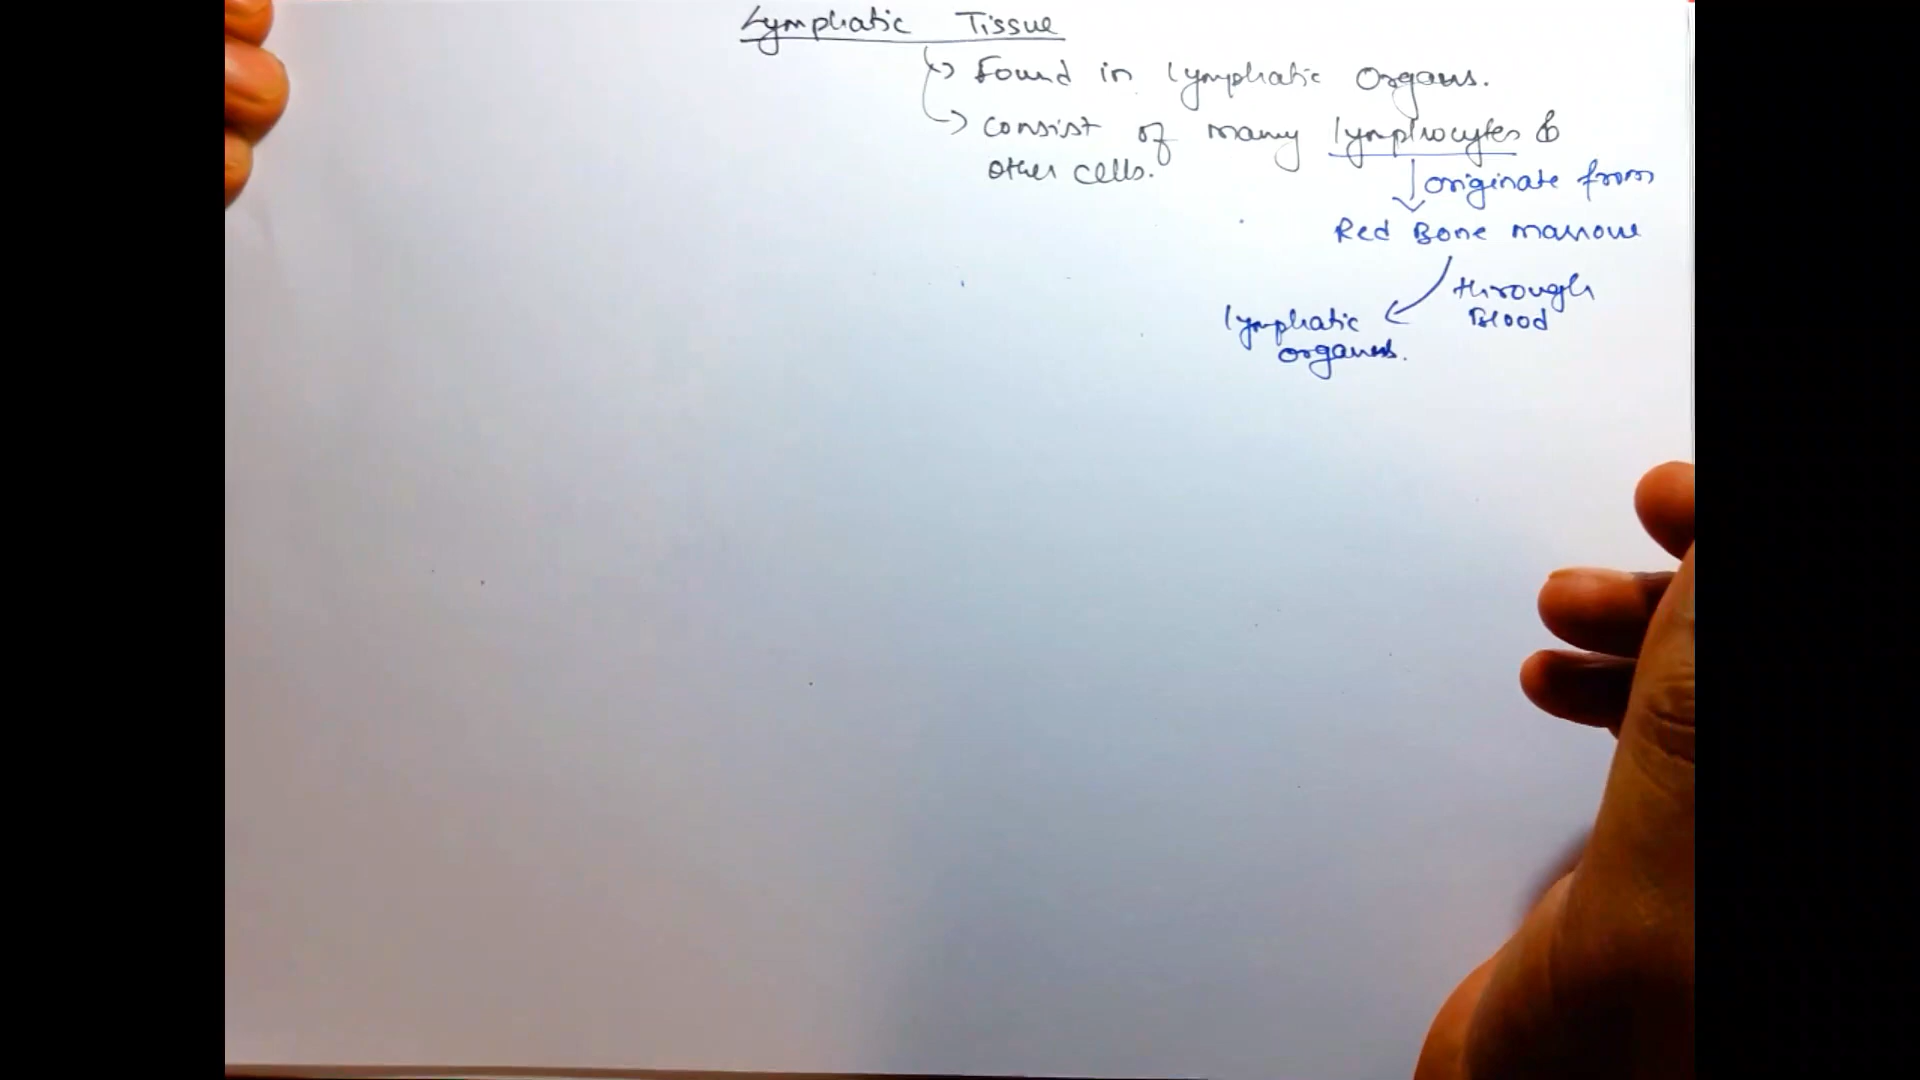 Lymphatic Tissue
↳ Found in lymphatic Organs.
↳ consist of many lymphocytes &
other cells.
↓ originate from
Red Bone marrow
↙ through
Blood
lymphatic
organs.